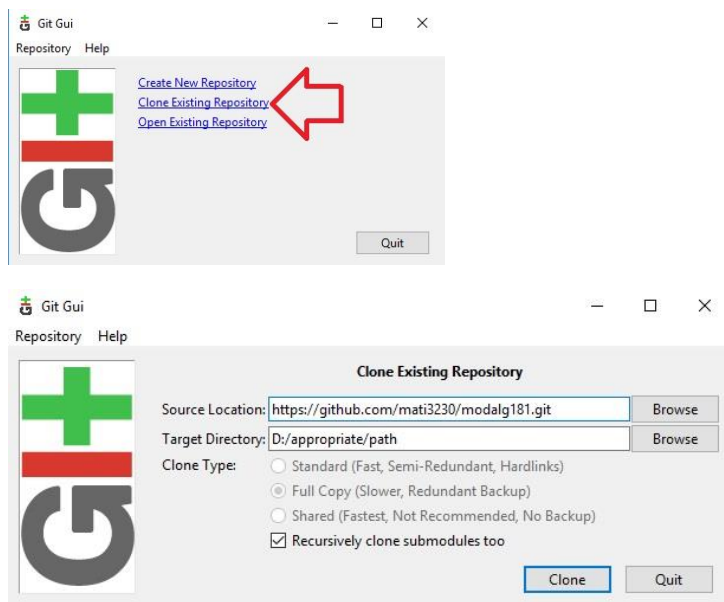 Git Gui
Repository Help
Create New Repository
Clone Existing Repository
Open Existing Repository
GIT
Quit
Git Gui
Repository Help
Clone Existing Repository
Source Location: https://github.com/mati3230/modalg181.git Browse
Target Directory: D:/appropriate/path Browse
Clone Type: Standard (Fast, Semi-Redundant, Hardlinks)
Full Copy (Slower, Redundant Backup)
Shared (Fastest, Not Recommended, No Backup)
Recursively clone submodules too
GIT
Clone Quit